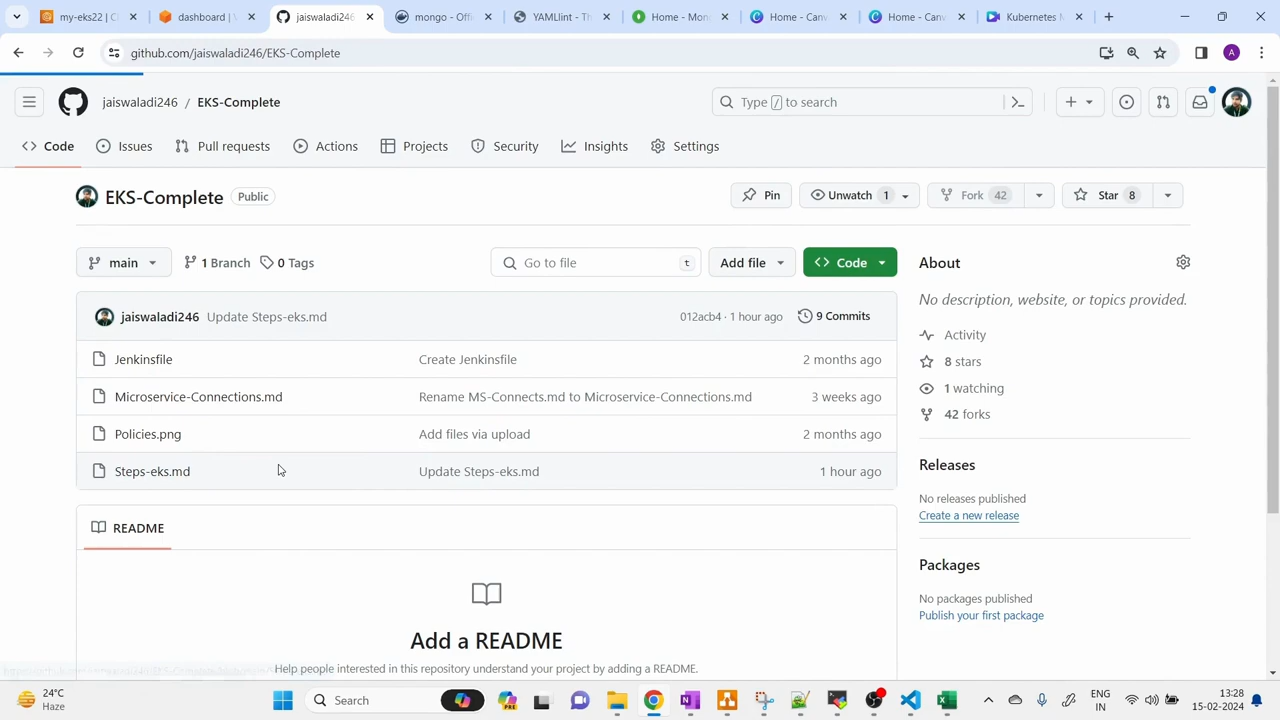 my-eks22 | Cl
dashboard | W
jaiswaladi246
mongo - Offi
YAMLlint - Th
Home - Mon
Home - Canv
Home - Canv
Kubernetes M
github.com/jaiswaladi246/EKS-Complete
A
jaiswaladi246 / EKS-Complete
Type / to search
Code
Issues
Pull requests
Actions
Projects
Security
Insights
Settings
EKS-Complete Public
Pin
Unwatch 1
Fork 42
Star 8
main
1 Branch
0 Tags
Go to file t
Add file
Code
jaiswaladi246 Update Steps-eks.md 012acb4 · 1 hour ago 9 Commits
Jenkinsfile Create Jenkinsfile 2 months ago
Microservice-Connections.md Rename MS-Connects.md to Microservice-Connections.md 3 weeks ago
Policies.png Add files via upload 2 months ago
Steps-eks.md Update Steps-eks.md 1 hour ago
README
Add a README
Help people interested in this repository understand your project by adding a README.
About
No description, website, or topics provided.
Activity
8 stars
1 watching
42 forks
Releases
No releases published
Create a new release
Packages
No packages published
Publish your first package
24°C
Haze
Search
PRE
ENG
IN
13:28
15-02-2024